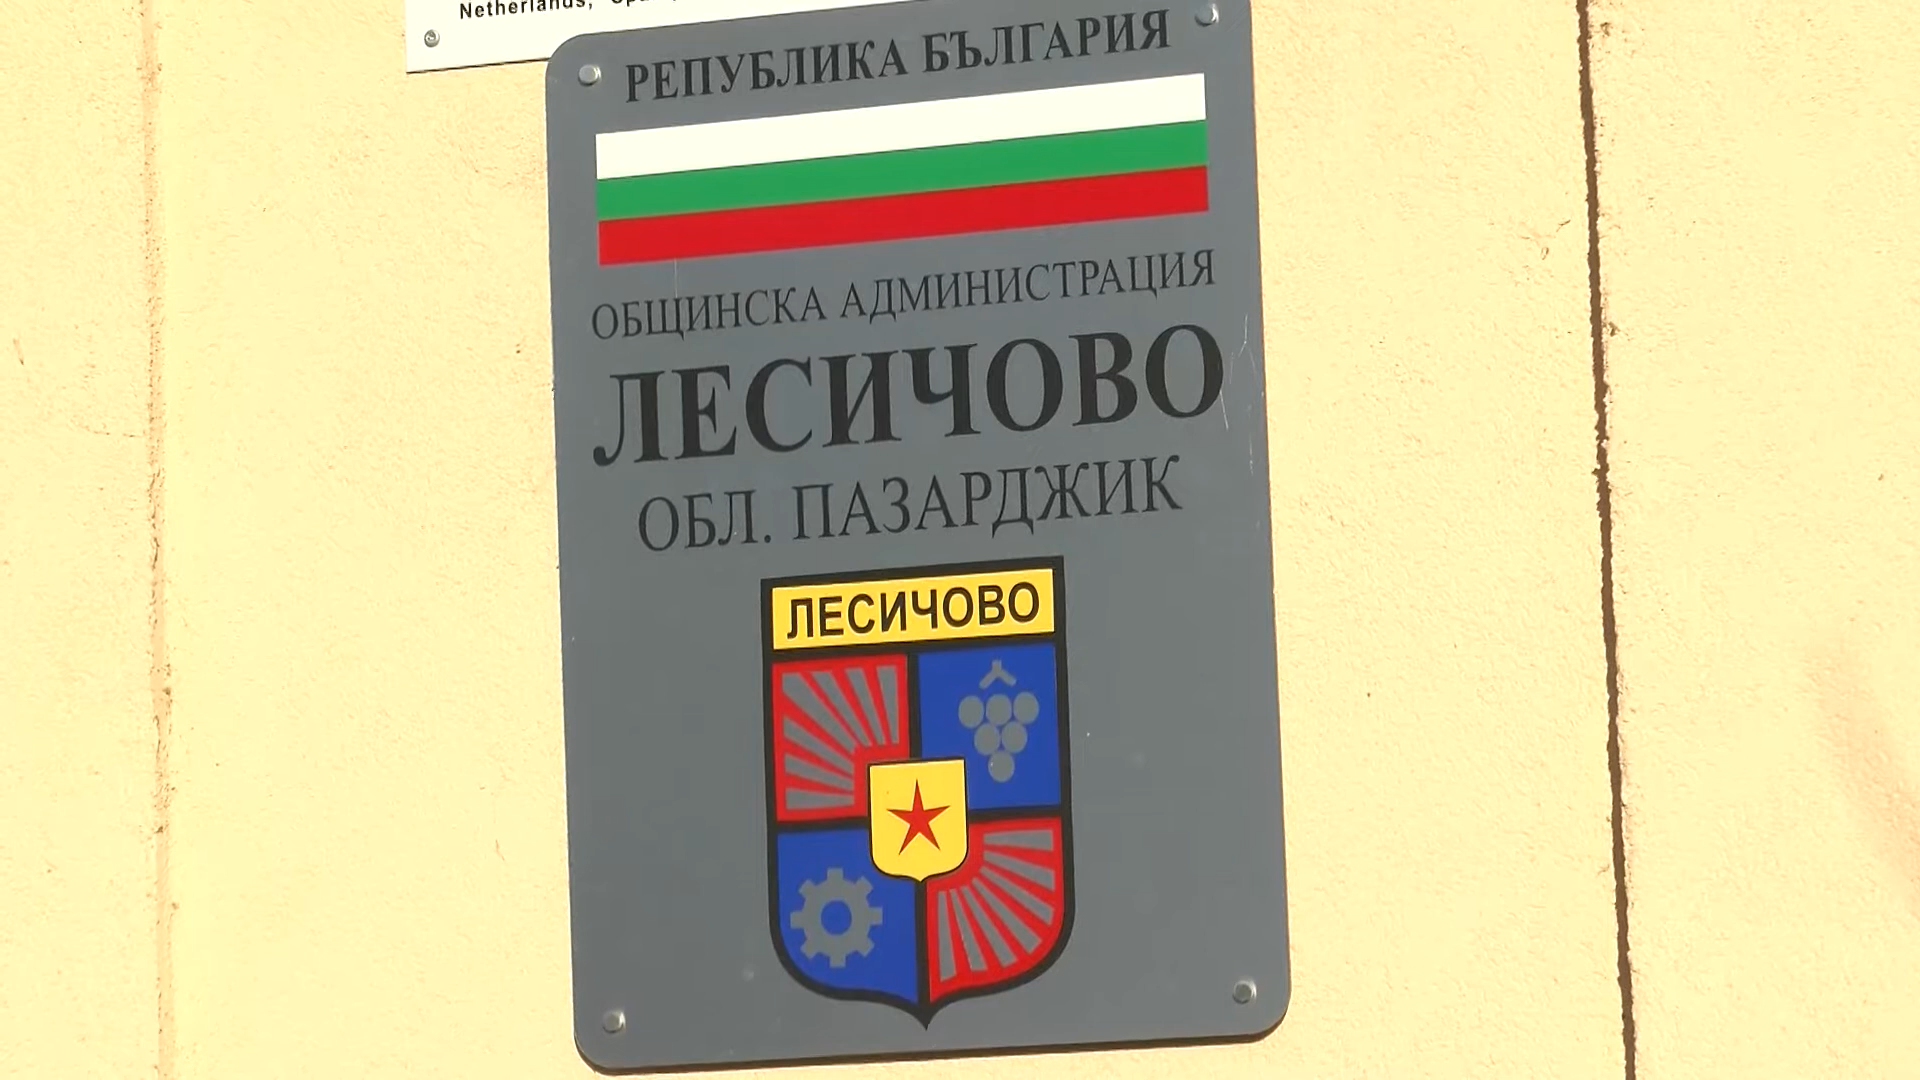 Netherlands,
РЕПУБЛИКА БЪЛГАРИЯ
ОБЩИНСКА АДМИНИСТРАЦИЯ
ЛЕСИЧОВО
ОБЛ. ПАЗАРДЖИК
ЛЕСИЧОВО